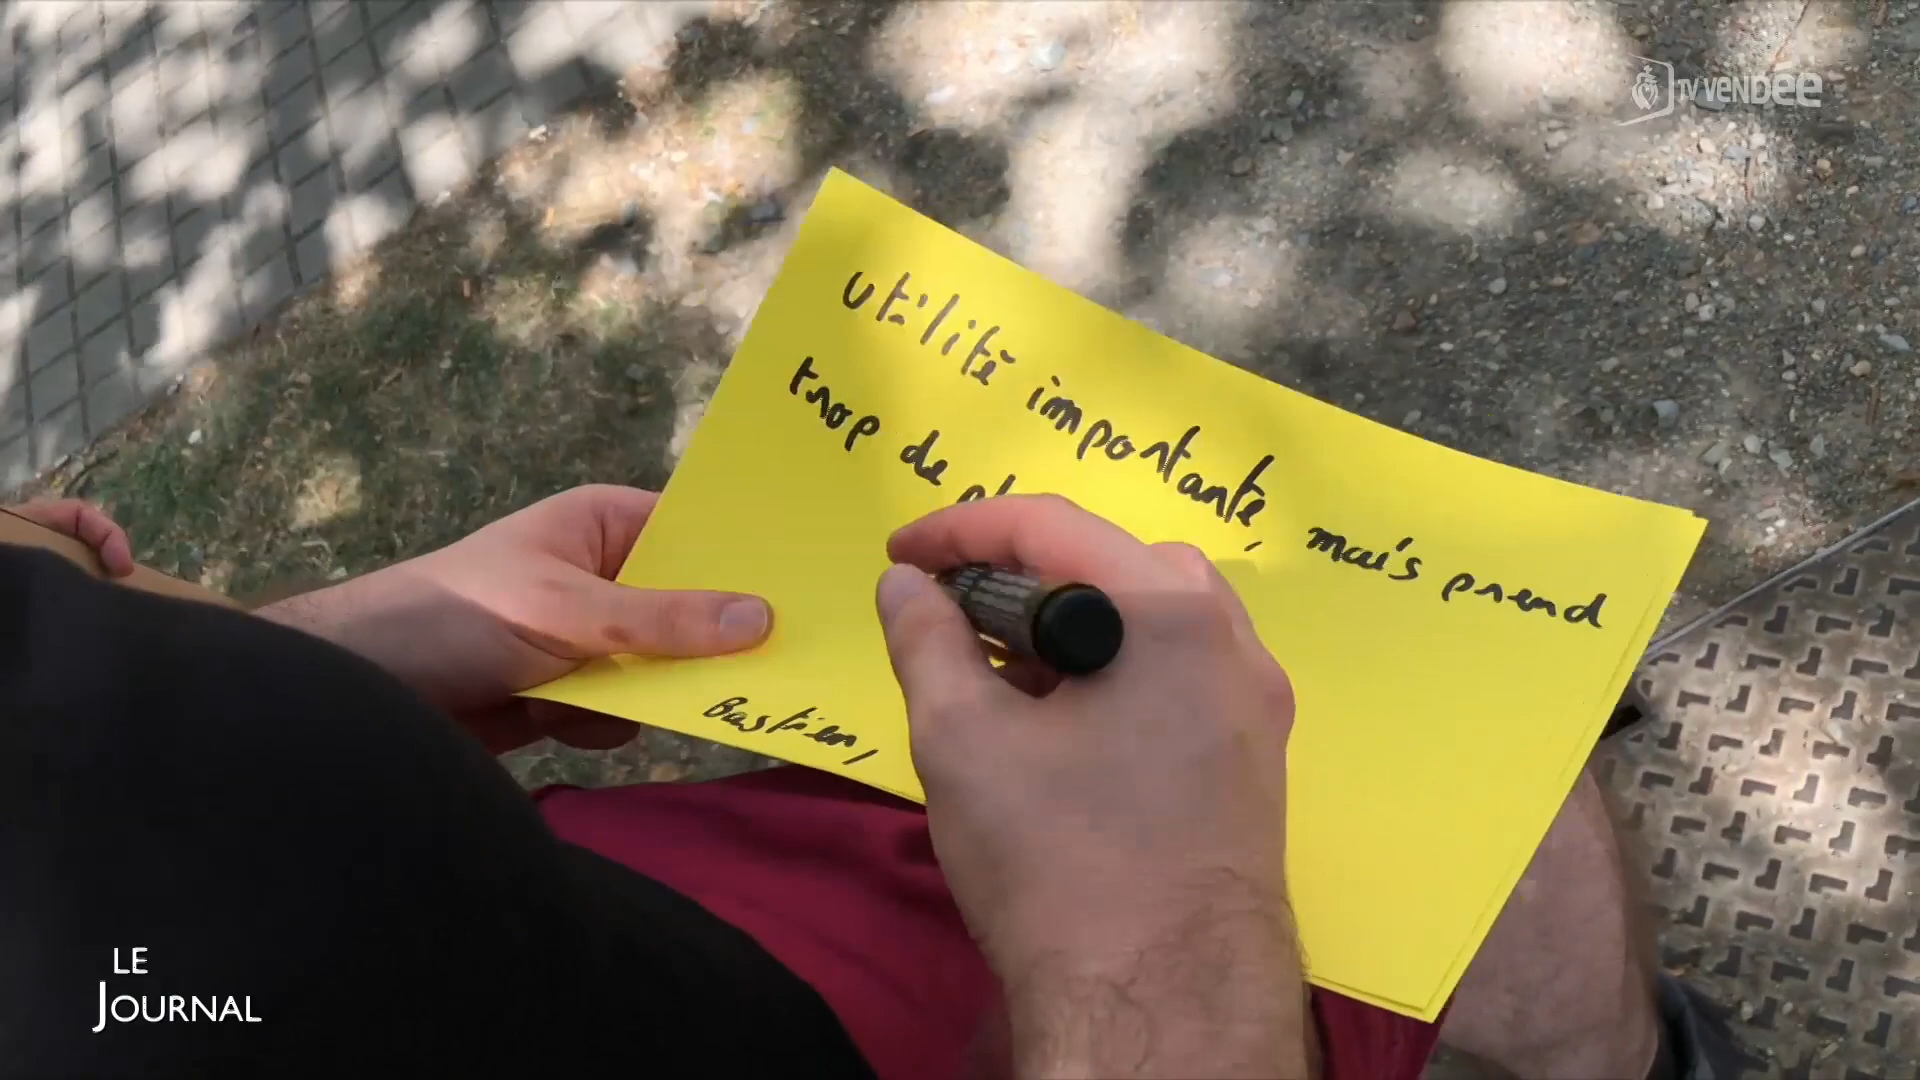 TV VENDÉE
utilité importante, mais prend
trop de
Bastien,
LE
JOURNAL